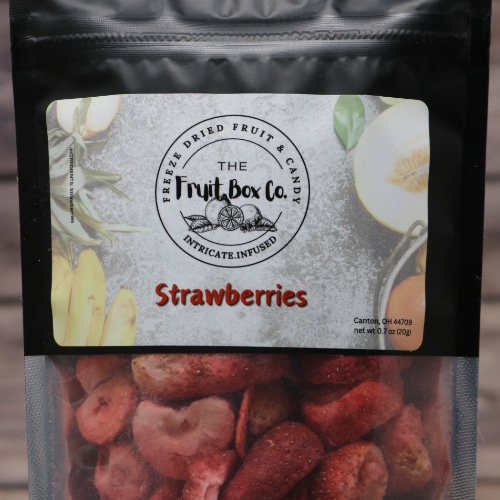 FREEZE DRIED FRUIT & CANDY
THE
Fruit Box Co.
INTRICATE.INFUSED
Strawberries
Canton, OH 44709
net wt 0.7 oz (20g)